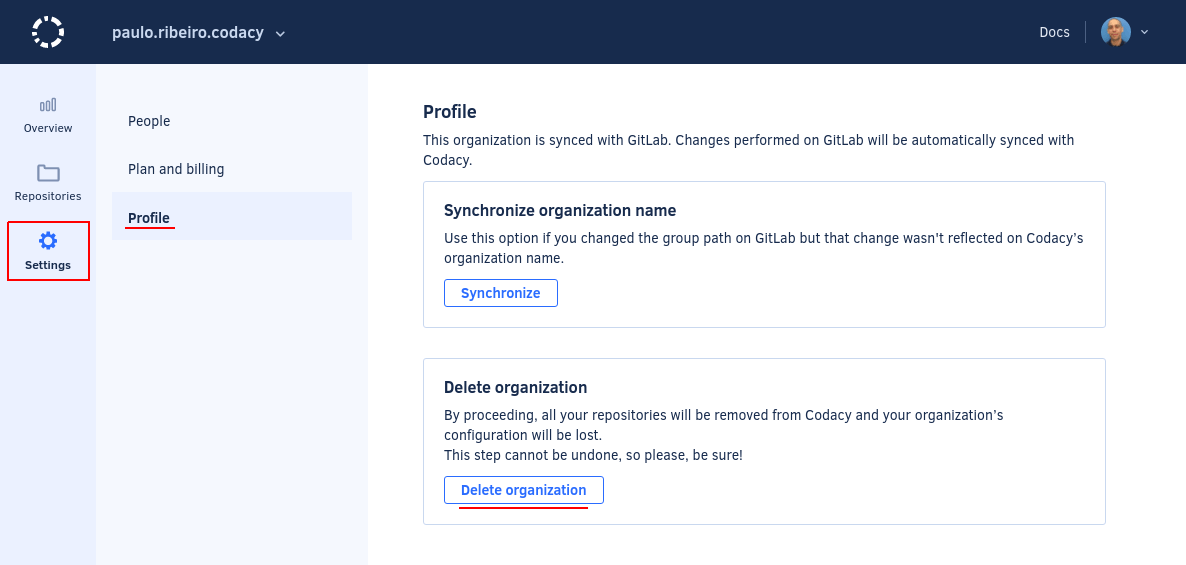 paulo.ribeiro.codacy
Docs
Overview
Repositories
Settings
People
Plan and billing
Profile
Profile
This organization is synced with GitLab. Changes performed on GitLab will be automatically synced with
Codacy.
Synchronize organization name
Use this option if you changed the group path on GitLab but that change wasn't reflected on Codacy’s
organization name.
Synchronize
Delete organization
By proceeding, all your repositories will be removed from Codacy and your organization’s
configuration will be lost.
This step cannot be undone, so please, be sure!
Delete organization